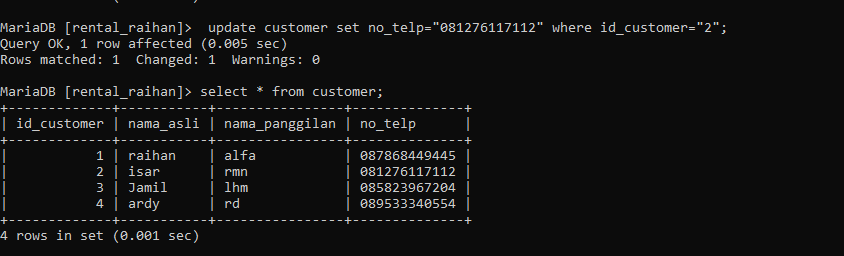 MariaDB [rental_raihan]>  update customer set no_telp="081276117112" where id_customer="2";
Query OK, 1 row affected (0.005 sec)
Rows matched: 1  Changed: 1  Warnings: 0
MariaDB [rental_raihan]> select * from customer;
+-------------+-----------+----------------+--------------+
| id_customer | nama_asli | nama_panggilan | no_telp      |
+-------------+-----------+----------------+--------------+
|           1 | raihan    | alfa           | 087868449445 |
|           2 | isar      | rmn            | 081276117112 |
|           3 | Jamil     | lhm            | 085823967204 |
|           4 | ardy      | rd             | 089533340554 |
+-------------+-----------+----------------+--------------+
4 rows in set (0.001 sec)